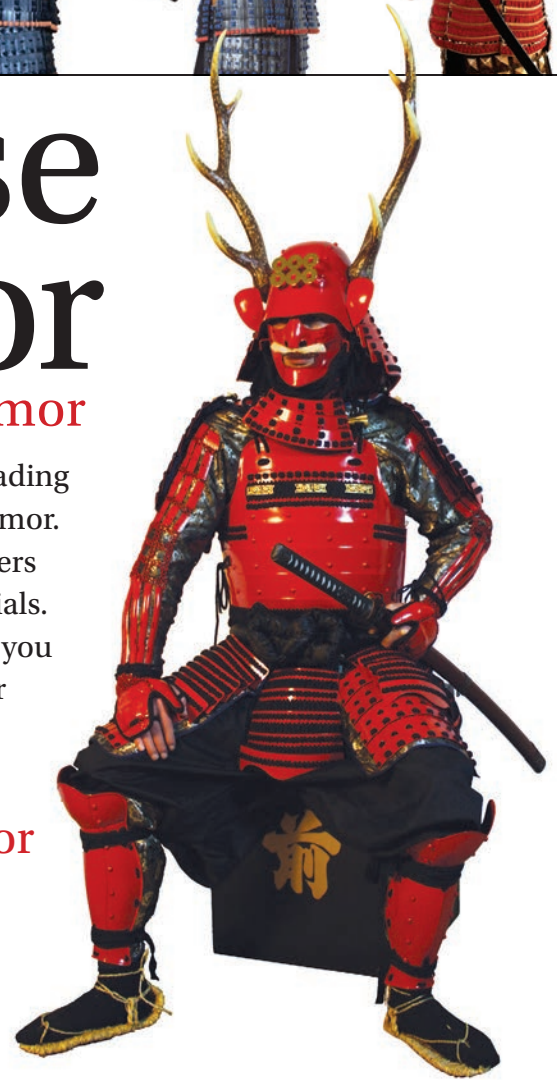 se
or
mor
ading
mor.
ers
ials.
you
r
or
前